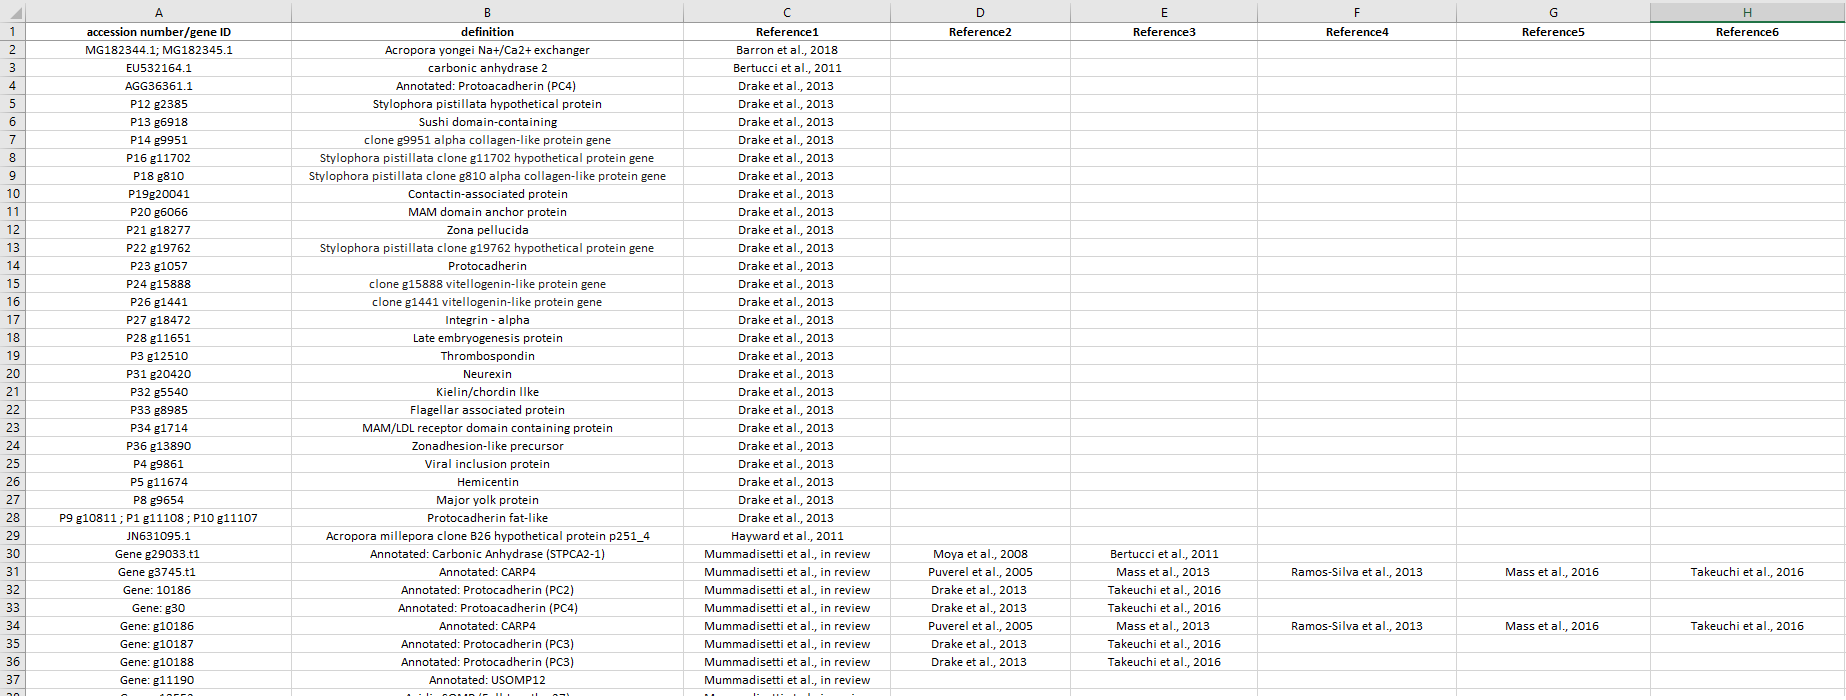 A B C D E F G H
1 accession number/gene ID definition Reference1 Reference2 Reference3 Reference4 Reference5 Reference6
2 MG182344.1; MG182345.1 Acropora yongei Na+/Ca2+ exchanger Barron et al., 2018
3 EU532164.1 carbonic anhydrase 2 Bertucci et al., 2011
4 AGG36361.1 Annotated: Protoacadherin (PC4) Drake et al., 2013
5 P12 g2385 Stylophora pistillata hypothetical protein Drake et al., 2013
6 P13 g6918 Sushi domain-containing Drake et al., 2013
7 P14 g9951 clone g9951 alpha collagen-like protein gene Drake et al., 2013
8 P16 g11702 Stylophora pistillata clone g11702 hypothetical protein gene Drake et al., 2013
9 P18 g810 Stylophora pistillata clone g810 alpha collagen-like protein gene Drake et al., 2013
10 P19g20041 Contactin-associated protein Drake et al., 2013
11 P20 g6066 MAM domain anchor protein Drake et al., 2013
12 P21 g18277 Zona pellucida Drake et al., 2013
13 P22 g19762 Stylophora pistillata clone g19762 hypothetical protein gene Drake et al., 2013
14 P23 g1057 Protocadherin Drake et al., 2013
15 P24 g15888 clone g15888 vitellogenin-like protein gene Drake et al., 2013
16 P26 g1441 clone g1441 vitellogenin-like protein gene Drake et al., 2013
17 P27 g18472 Integrin - alpha Drake et al., 2013
18 P28 g11651 Late embryogenesis protein Drake et al., 2013
19 P3 g12510 Thrombospondin Drake et al., 2013
20 P31 g20420 Neurexin Drake et al., 2013
21 P32 g5540 Kielin/chordin lIke Drake et al., 2013
22 P33 g8985 Flagellar associated protein Drake et al., 2013
23 P34 g1714 MAM/LDL receptor domain containing protein Drake et al., 2013
24 P36 g13890 Zonadhesion-like precursor Drake et al., 2013
25 P4 g9861 Viral inclusion protein Drake et al., 2013
26 P5 g11674 Hemicentin Drake et al., 2013
27 P8 g9654 Major yolk protein Drake et al., 2013
28 P9 g10811 ; P1 g11108 ; P10 g11107 Protocadherin fat-like Drake et al., 2013
29 JN631095.1 Acropora millepora clone B26 hypothetical protein p251_4 Hayward et al., 2011
30 Gene g29033.t1 Annotated: Carbonic Anhydrase (STPCA2-1) Mummadisetti et al., in review Moya et al., 2008 Bertucci et al., 2011
31 Gene g3745.t1 Annotated: CARP4 Mummadisetti et al., in review Puverel et al., 2005 Mass et al., 2013 Ramos-Silva et al., 2013 Mass et al., 2016 Takeuchi et al., 2016
32 Gene: 10186 Annotated: Protocadherin (PC2) Mummadisetti et al., in review Drake et al., 2013 Takeuchi et al., 2016
33 Gene: g30 Annotated: Protoacadherin (PC4) Mummadisetti et al., in review Drake et al., 2013 Takeuchi et al., 2016
34 Gene: g10186 Annotated: CARP4 Mummadisetti et al., in review Puverel et al., 2005 Mass et al., 2013 Ramos-Silva et al., 2013 Mass et al., 2016 Takeuchi et al., 2016
35 Gene: g10187 Annotated: Protocadherin (PC3) Mummadisetti et al., in review Drake et al., 2013 Takeuchi et al., 2016
36 Gene: g10188 Annotated: Protocadherin (PC3) Mummadisetti et al., in review Drake et al., 2013 Takeuchi et al., 2016
37 Gene: g11190 Annotated: USOMP12 Mummadisetti et al., in review